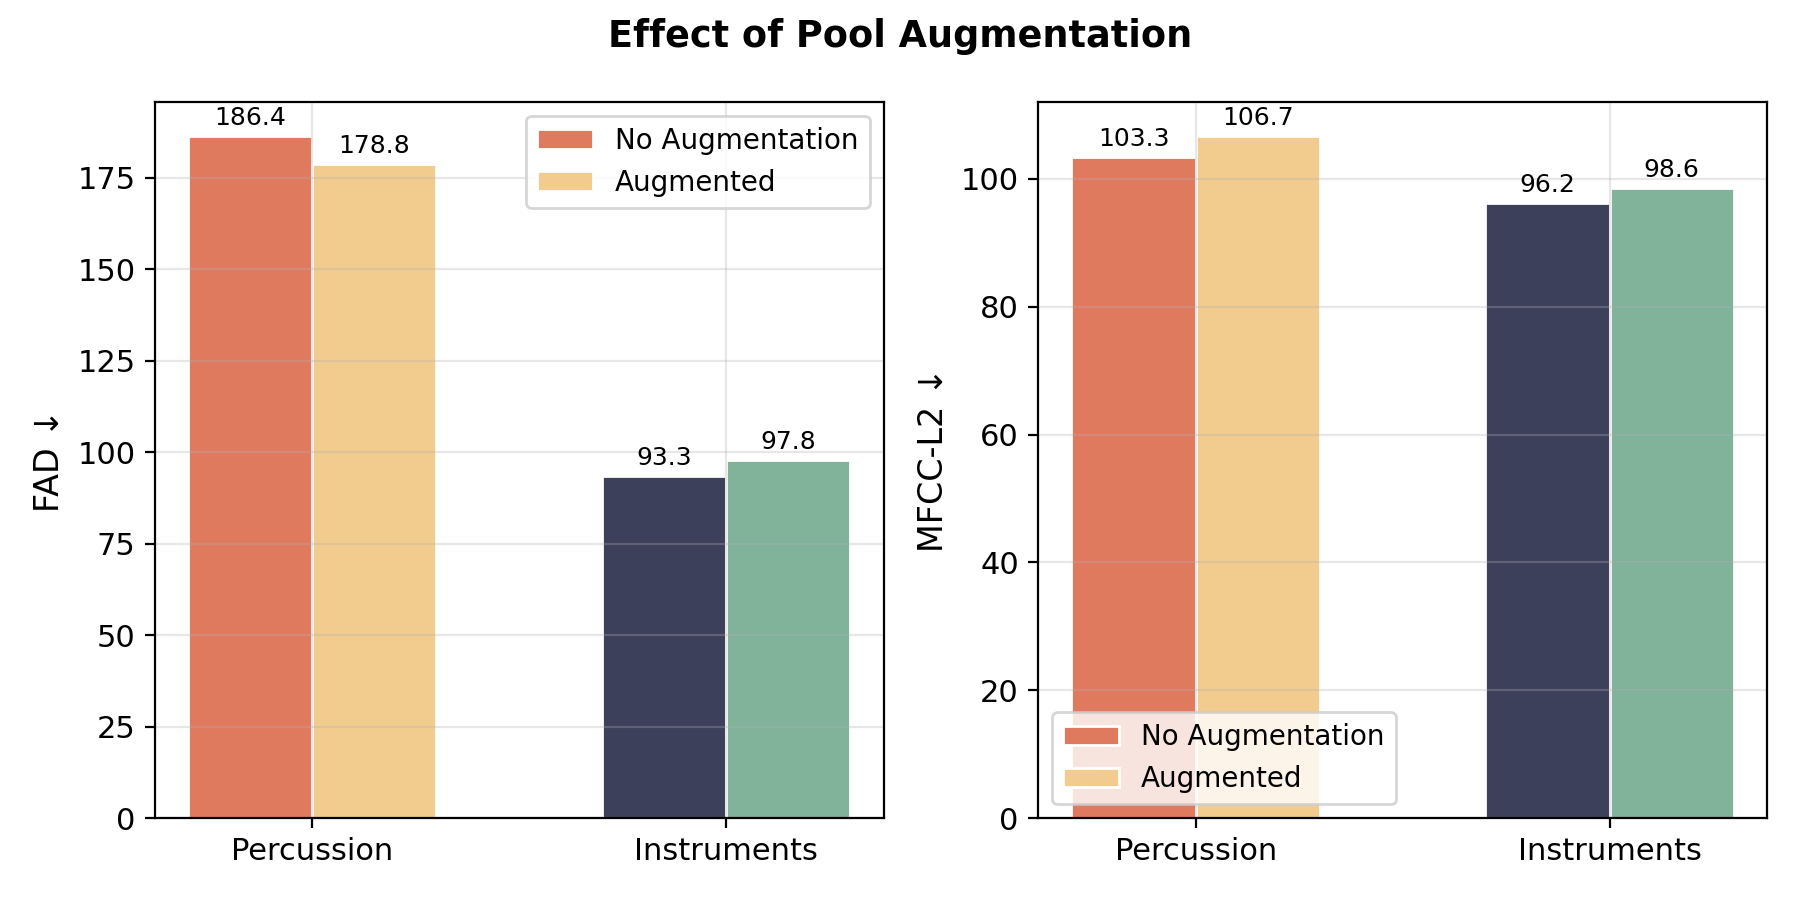 Effect of Pool Augmentation
FAD ↓
175
150
125
100
75
50
25
0
186.4
178.8
93.3
97.8
No Augmentation
Augmented
Percussion
Instruments
MFCC-L2 ↓
100
80
60
40
20
0
103.3
106.7
96.2
98.6
No Augmentation
Augmented
Percussion
Instruments